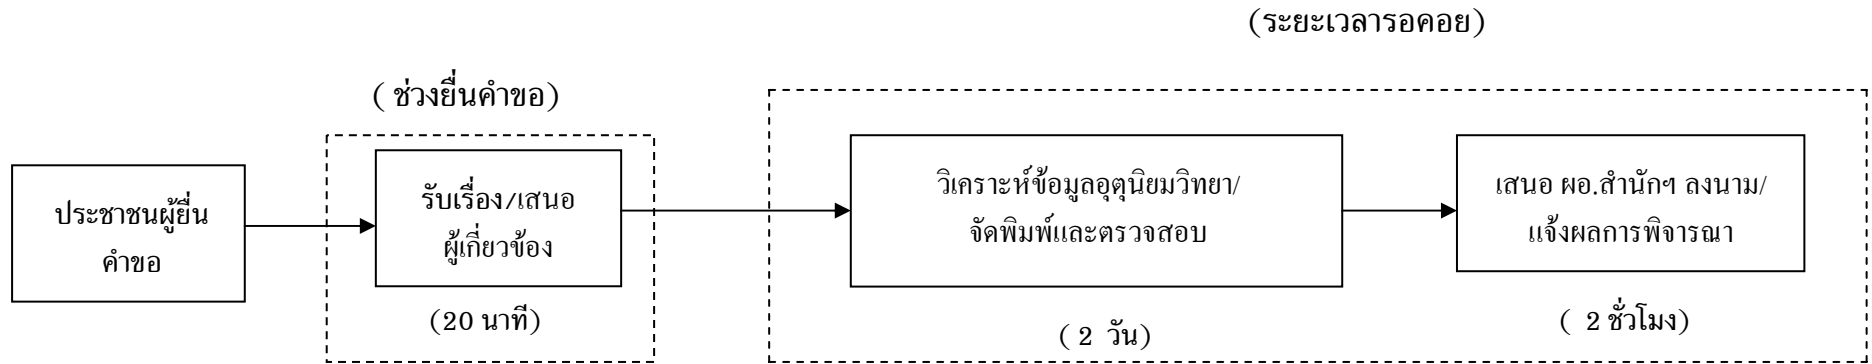 (ระยะเวลารอคอย)
( ช่วงยื่นคำขอ)
ประชาชนผู้ยื่น
คำขอ
รับเรื่อง/เสนอ
ผู้เกี่ยวข้อง
(20 นาที)
วิเคราะห์ข้อมูลอุตุนิยมวิทยา/
จัดพิมพ์และตรวจสอบ
( 2 วัน)
เสนอ ผอ.สำนักฯ ลงนาม/
แจ้งผลการพิจารณา
( 2 ชั่วโมง)